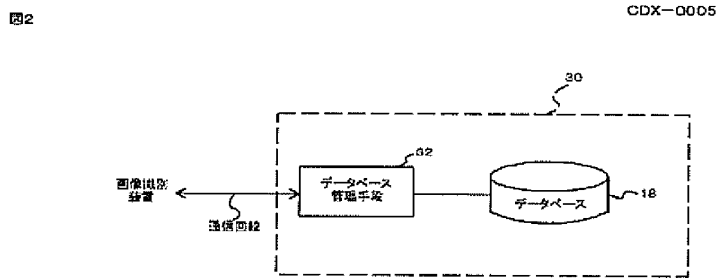 図2
CDX-0005
30
32
データベース
管理手段
データベース
18
画像識別
装置
通信回線